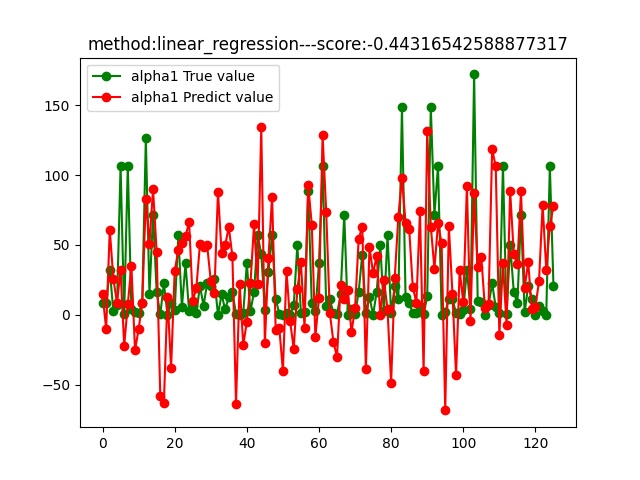 method:linear_regression---score:-0.44316542588877317
alpha1 True value
alpha1 Predict value
150
100
50
0
−50
0 20 40 60 80 100 120